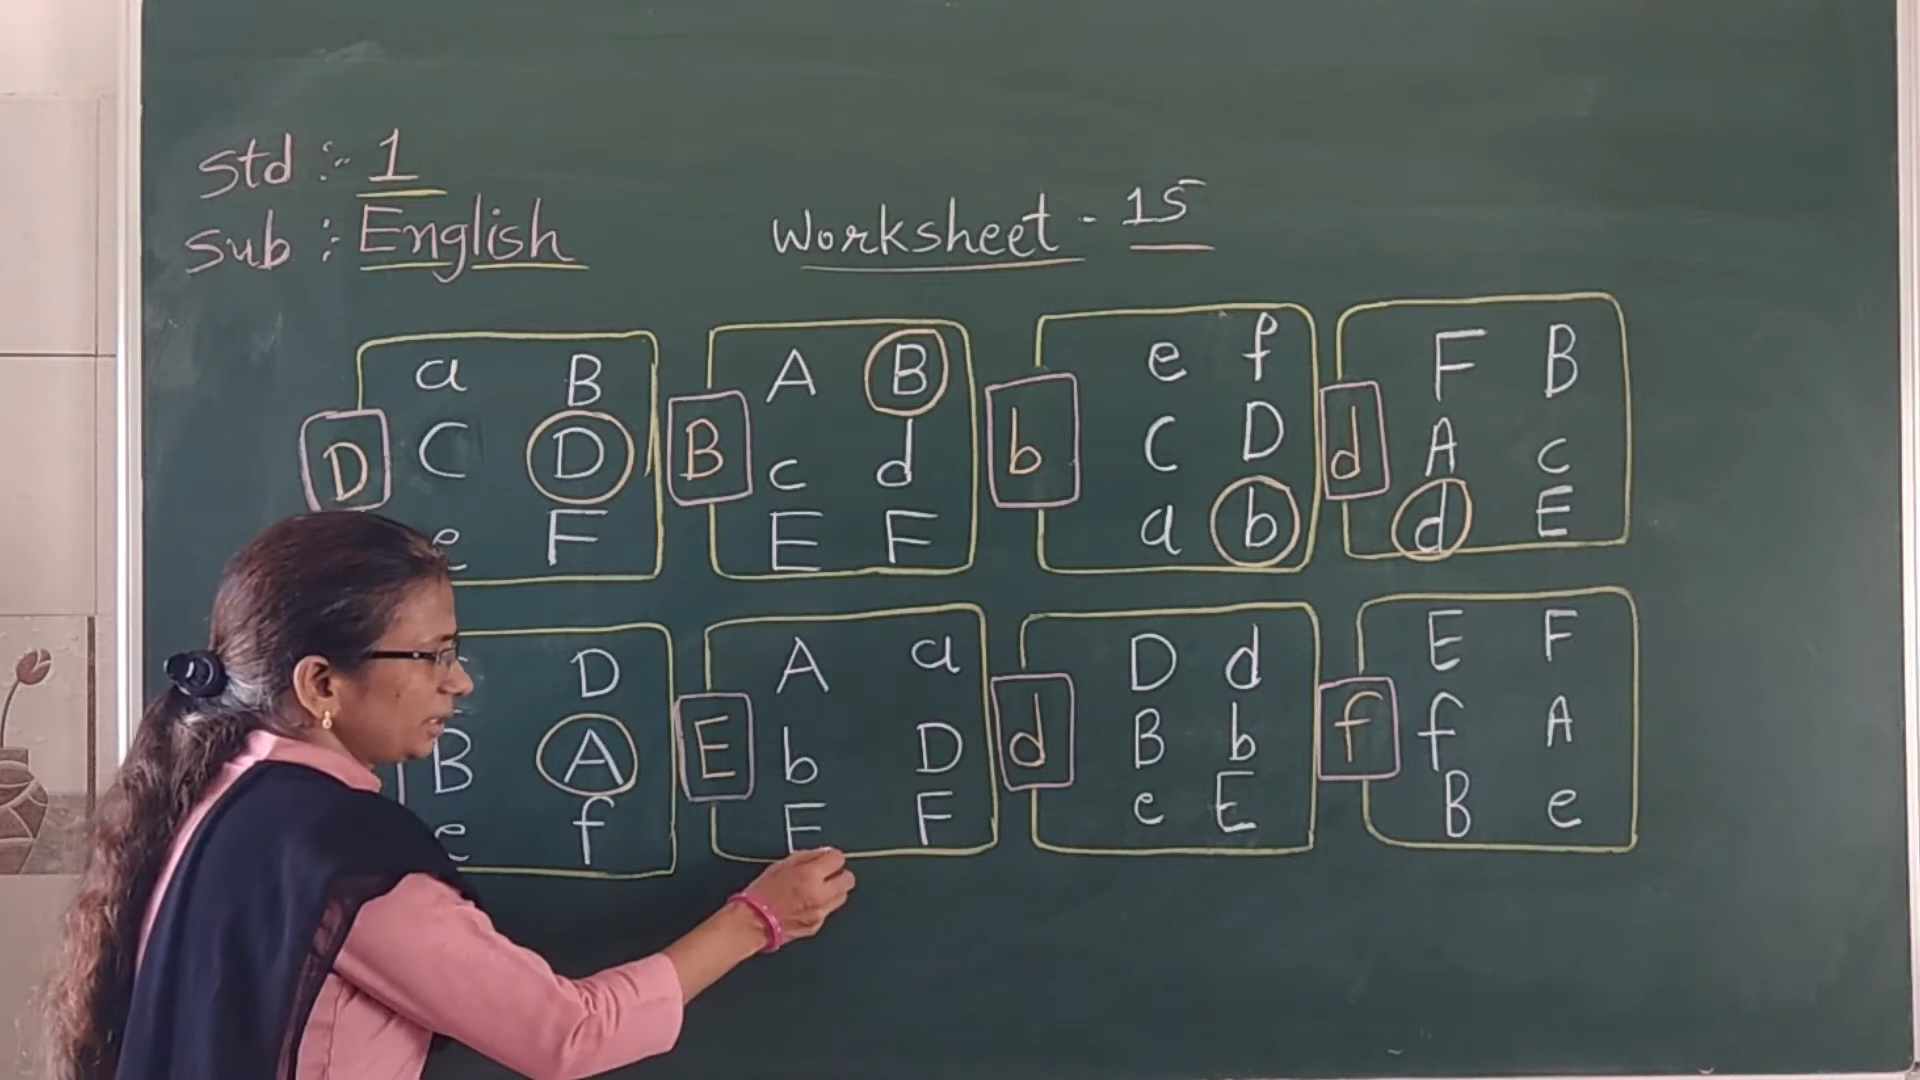 Std :- 1
Sub : English
Worksheet - 15
D
a B
C D
e F
B
A B
c d
E F
b
e f
C D
a b
d
F B
A c
d E
D
B A
e f
E
A a
b D
E F
d
D d
B b
e E
f
E F
f A
B e